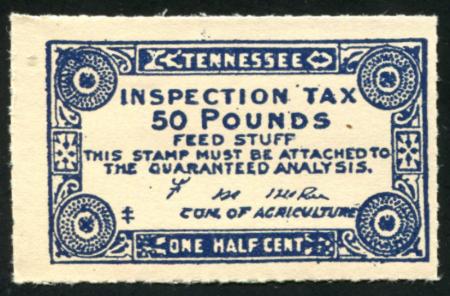 TENNESSEE
INSPECTION TAX
50 POUNDS
FEED STUFF
THIS STAMP MUST BE ATTACHED TO
THE GUARANTEED ANALYSIS.
COM. OF AGRICULTURE
ONE HALF CENT